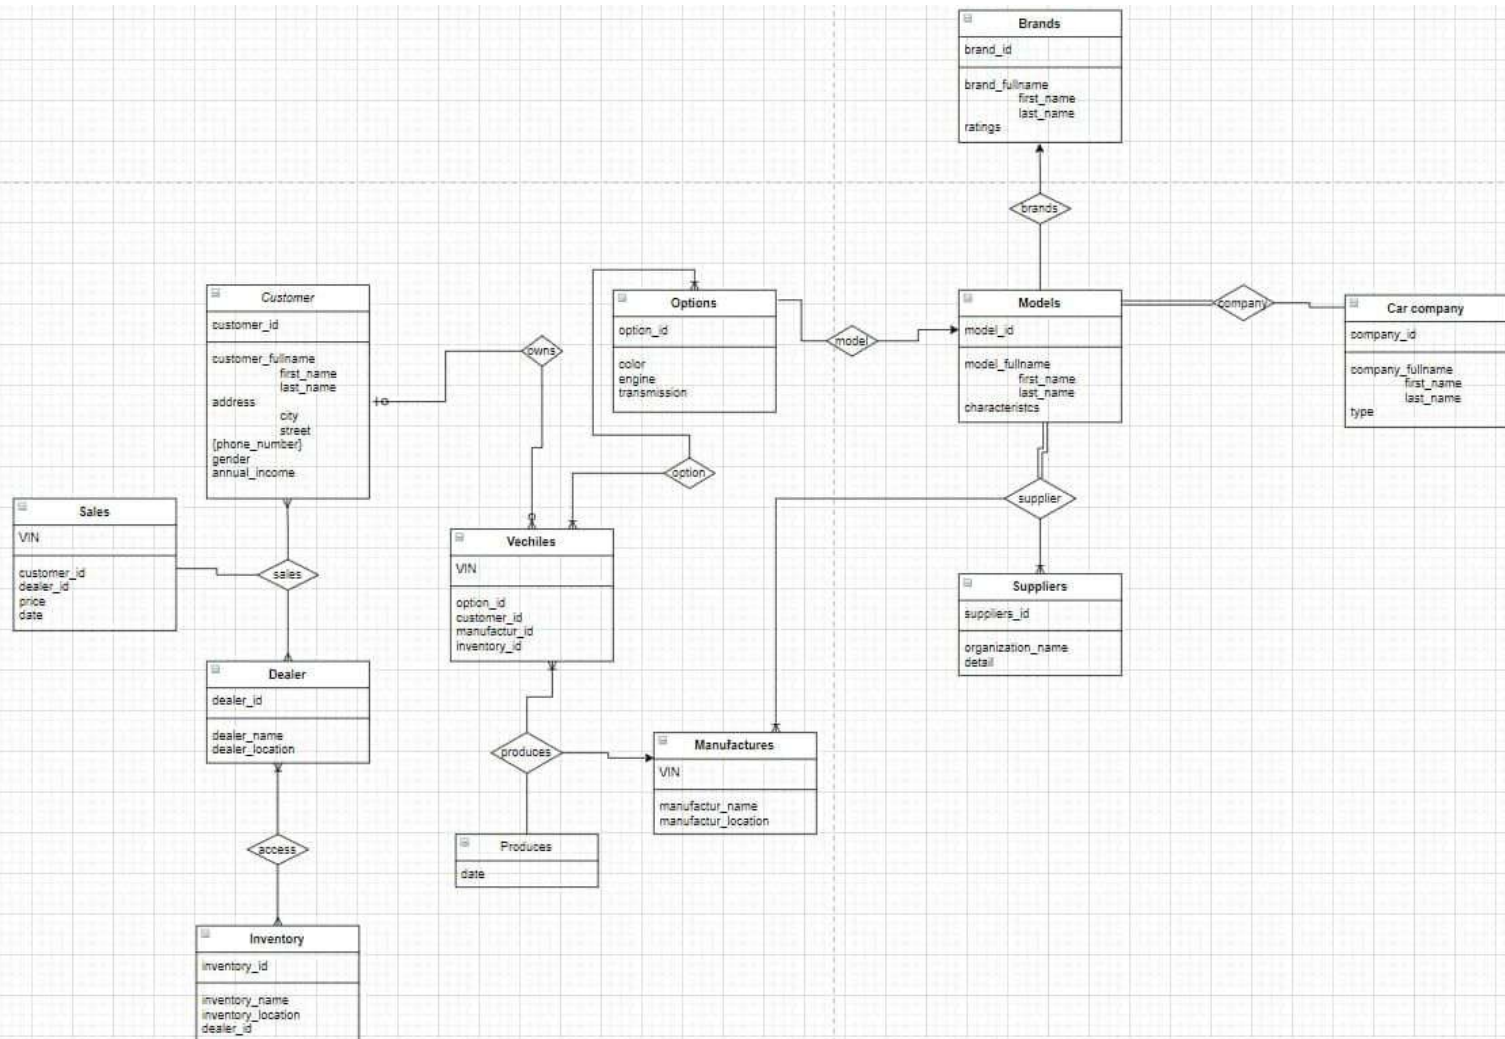 Brands
brand_id
brand_fullname
first_name
last_name
ratings
brands
Customer
customer_id
customer_fullname
first_name
last_name
address
city
street
{phone_number}
gender
annual_income
owns
Options
option_id
color
engine
transmission
model
Models
model_id
model_fullname
first_name
last_name
characteristcs
company
Car company
company_id
company_fullname
first_name
last_name
type
option
supplier
Sales
VIN
customer_id
dealer_id
price
date
sales
Vechiles
VIN
option_id
customer_id
manufactur_id
inventory_id
Suppliers
suppliers_id
organization_name
detail
Dealer
dealer_id
dealer_name
dealer_location
produces
Manufactures
VIN
manufactur_name
manufactur_location
access
Produces
date
Inventory
inventory_id
inventory_name
inventory_location
dealer_id